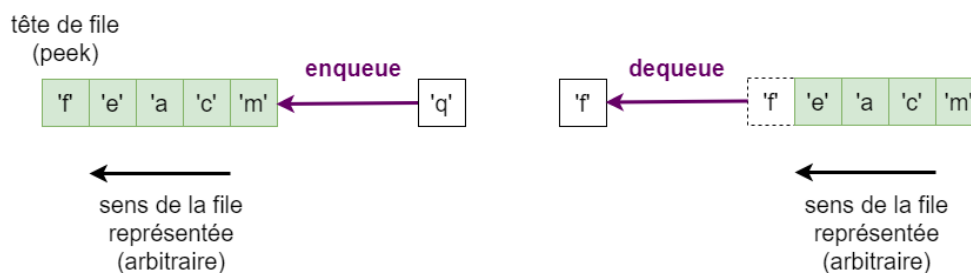 tête de file
(peek)
enqueue
dequeue
'f' 'e' 'a' 'c' 'm'
'q'
'f'
'f' 'e' 'a' 'c' 'm'
sens de la file
représentée
(arbitraire)
sens de la file
représentée
(arbitraire)